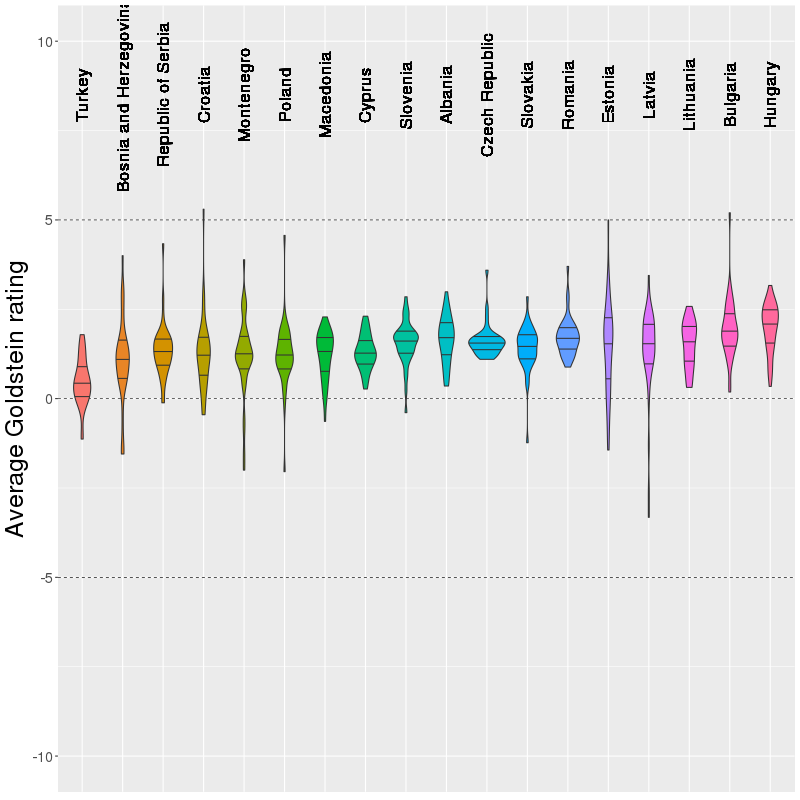 Average Goldstein rating
10
5
0
-5
-10
Turkey
Bosnia and Herzegovina
Republic of Serbia
Croatia
Montenegro
Poland
Macedonia
Cyprus
Slovenia
Albania
Czech Republic
Slovakia
Romania
Estonia
Latvia
Lithuania
Bulgaria
Hungary